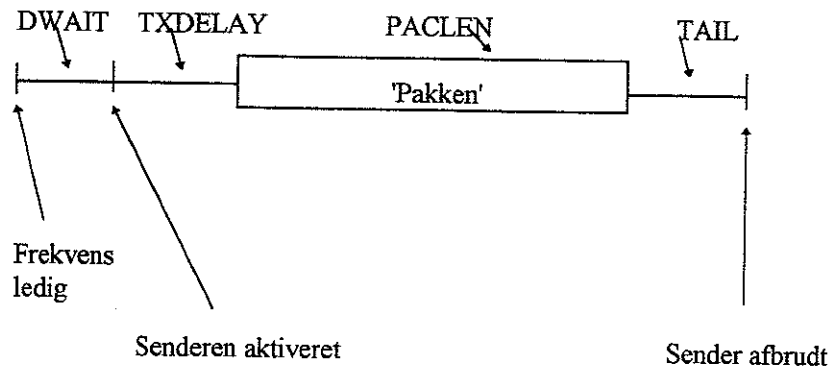 DWAIT TXDELAY PACLEN TAIL
'Pakken'
Frekvens
ledig
Senderen aktiveret
Sender afbrudt